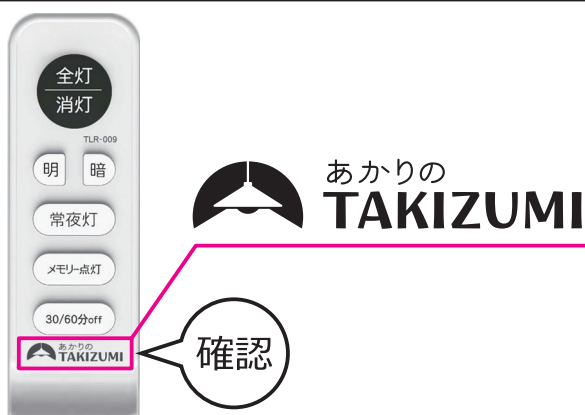 全灯
消灯
TLR-009
明 暗
常夜灯
メモリー点灯
30/60分off
あかりの
TAKIZUMI
あかりの
TAKIZUMI
確認